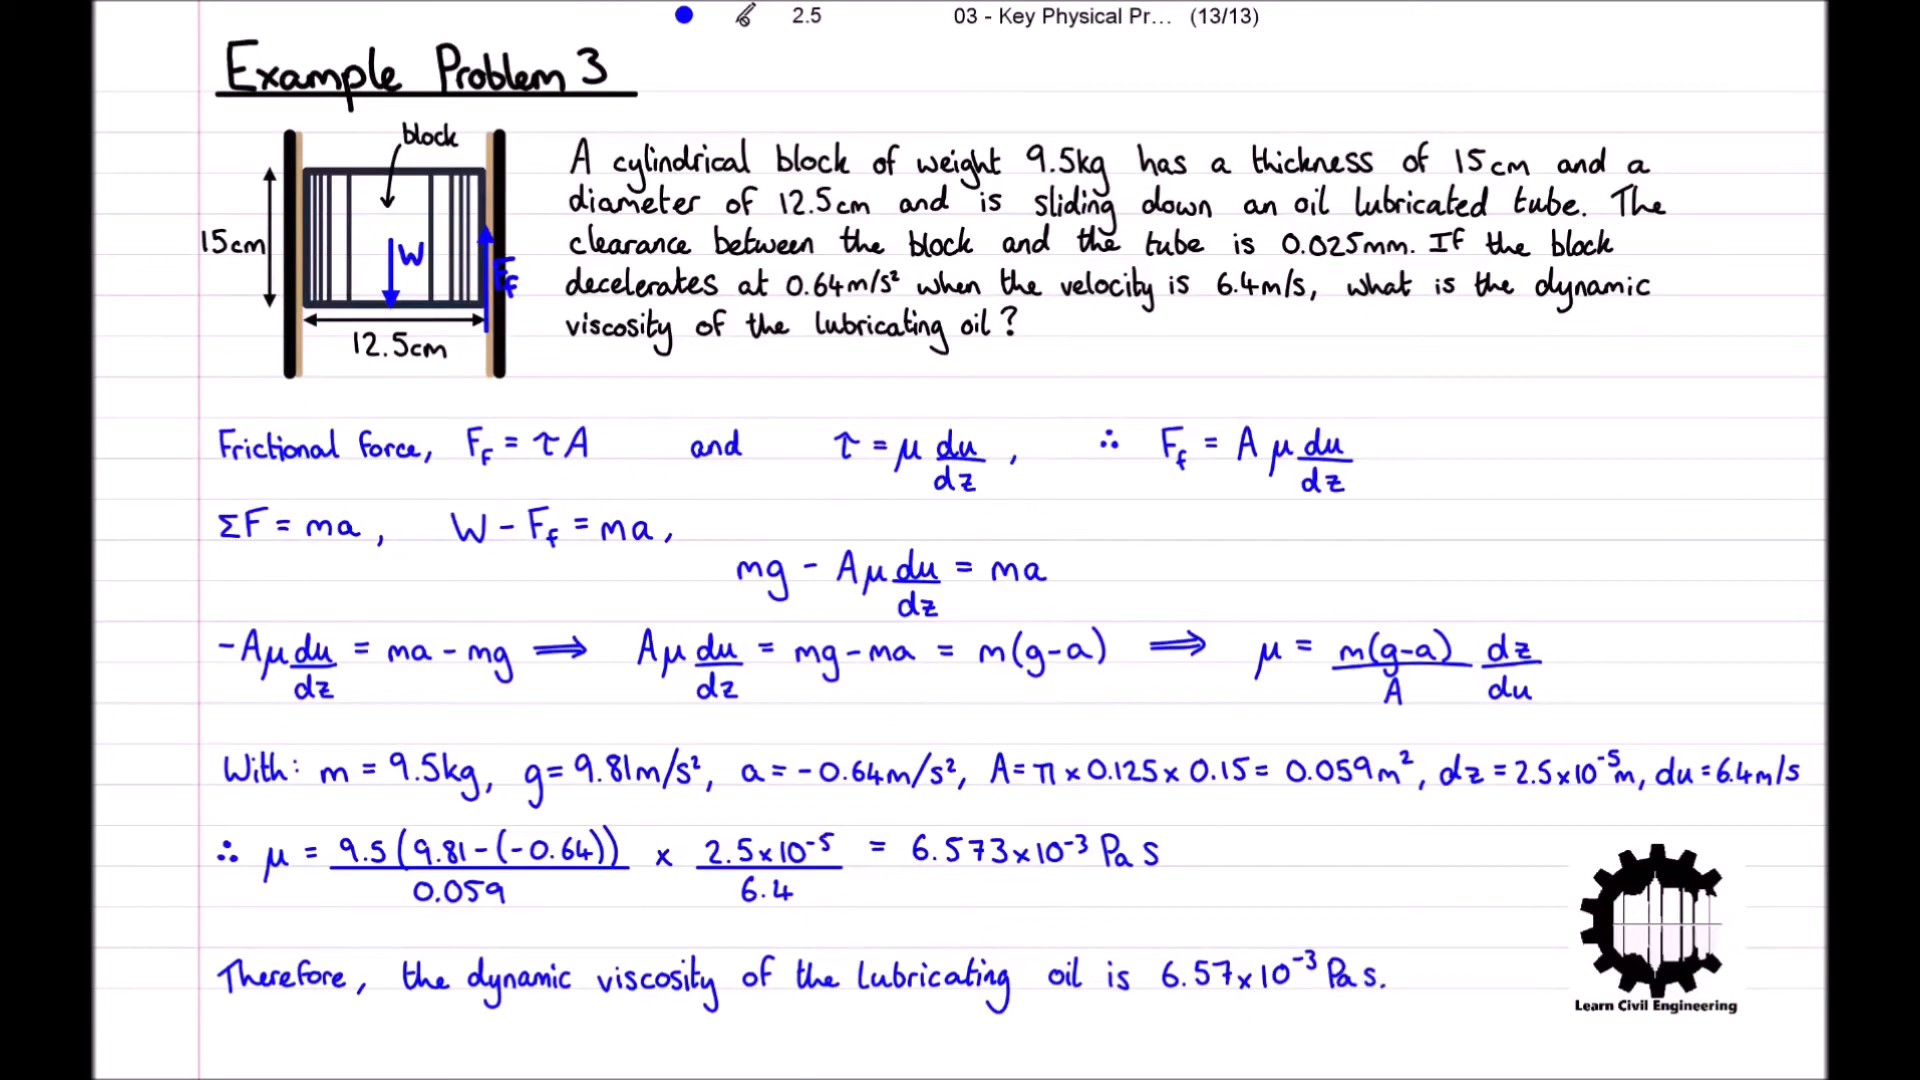 2.5 03 - Key Physical Pr... (13/13)
Example Problem 3
block
15cm
W
Ff
12.5cm
A cylindrical block of weight 9.5kg has a thickness of 15cm and a
diameter of 12.5cm and is sliding down an oil lubricated tube. The
clearance between the block and the tube is 0.025mm. If the block
decelerates at 0.64m/s² when the velocity is 6.4m/s, what is the dynamic
viscosity of the lubricating oil?
Frictional force, Ff = τA and τ = μ du/dz , ∴ Ff = A μ du/dz
ΣF = ma, W - Ff = ma,
mg - Aμ du/dz = ma
-Aμ du/dz = ma - mg ⟹ Aμ du/dz = mg - ma = m(g-a) ⟹ μ = m(g-a)/A dz/du
With: m = 9.5kg, g = 9.81m/s², a = -0.64m/s², A = π x 0.125 x 0.15 = 0.059m², dz = 2.5x10⁻⁵m, du = 6.4m/s
∴ μ = 9.5(9.81-(-0.64))/0.059 x 2.5x10⁻⁵/6.4 = 6.573x10⁻³ Pa s
Therefore, the dynamic viscosity of the lubricating oil is 6.57x10⁻³ Pa s.
Learn Civil Engineering